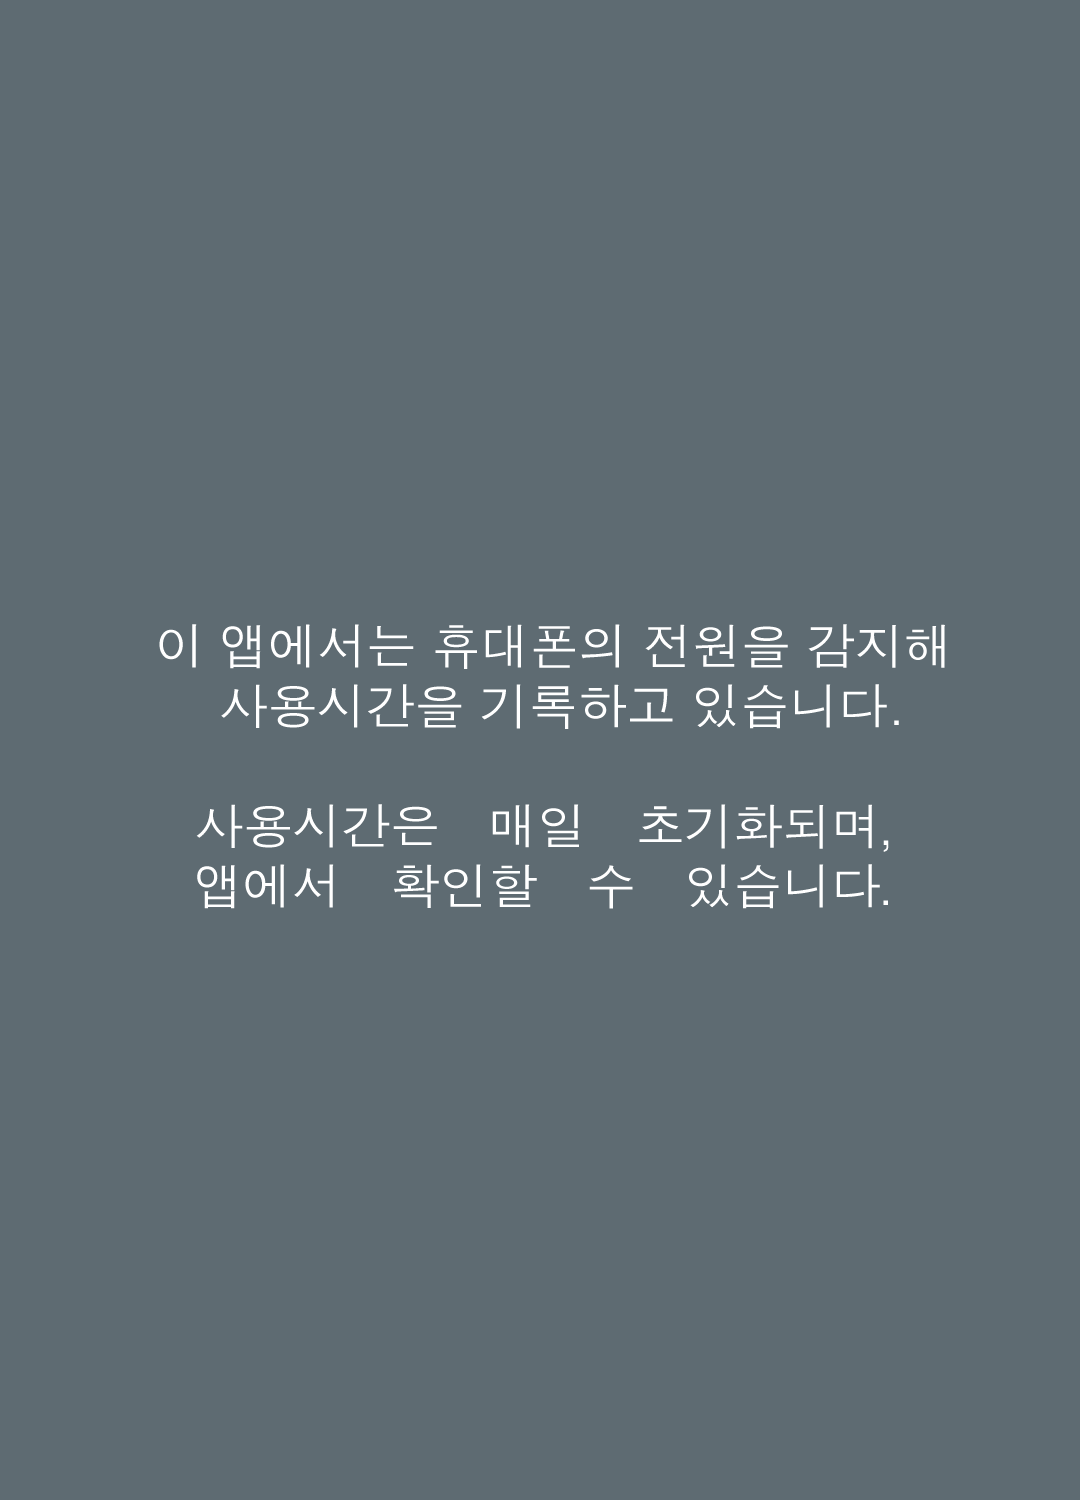 이 앱에서는 휴대폰의 전원을 감지해
사용시간을 기록하고 있습니다.
사용시간은 매일 초기화되며,
앱에서 확인할 수 있습니다.